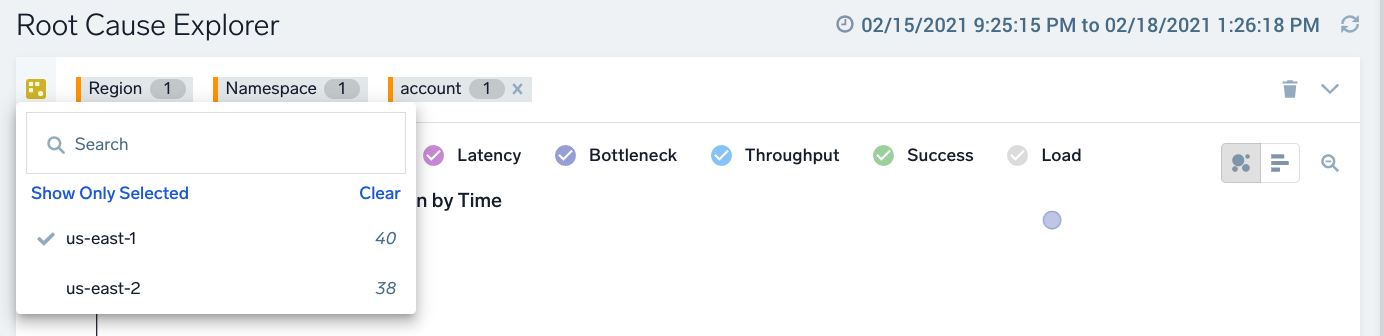 Root Cause Explorer
02/15/2021 9:25:15 PM to 02/18/2021 1:26:18 PM
Region 1 Namespace 1 account 1
Search
Latency Bottleneck Throughput Success Load
Show Only Selected Clear
n by Time
us-east-1 40
us-east-2 38